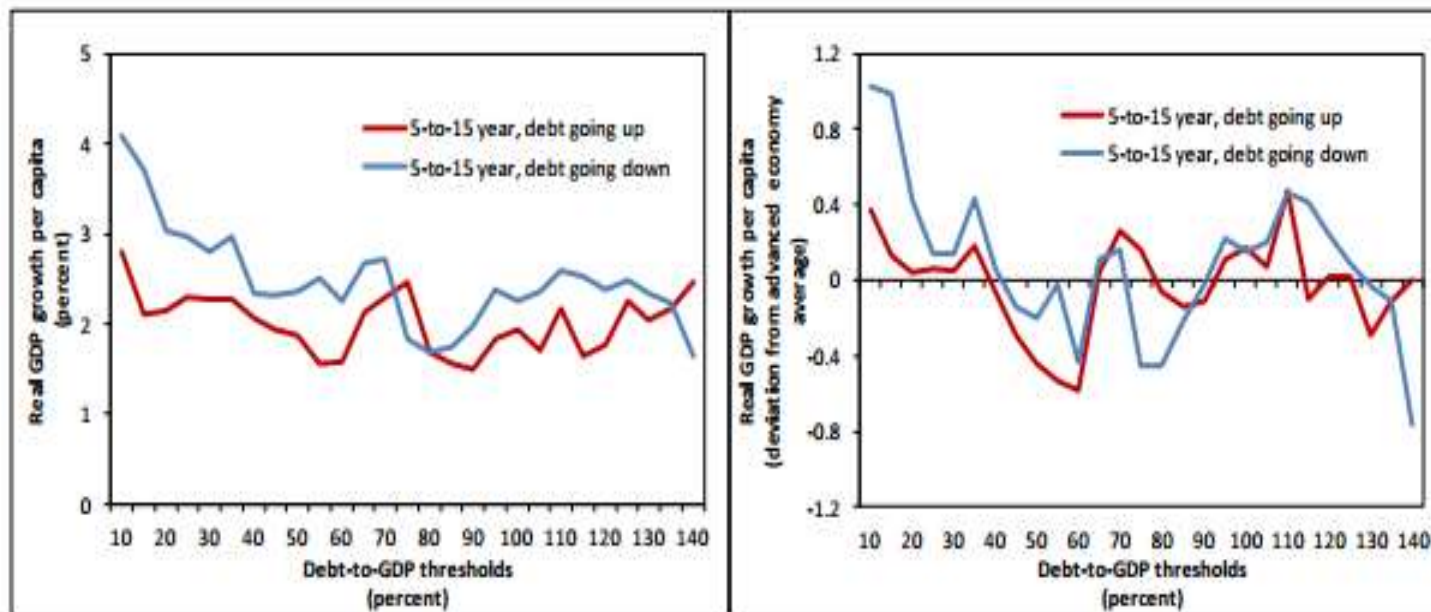 Real GDP growth per capita
(percent)
5
4
3
2
1
0
5-to-15 year, debt going up
5-to-15 year, debt going down
10 20 30 40 50 60 70 80 90 100 110 120 130 140
Debt-to-GDP thresholds
(percent)
Real GDP growth per capita
(deviation from advanced economy
average)
1.2
0.8
0.4
0
-0.4
-0.8
-1.2
5-to-15 year, debt going up
5-to-15 year, debt going down
10 20 30 40 50 60 70 80 90 100 110 120 130 140
Debt-to-GDP thresholds
(percent)